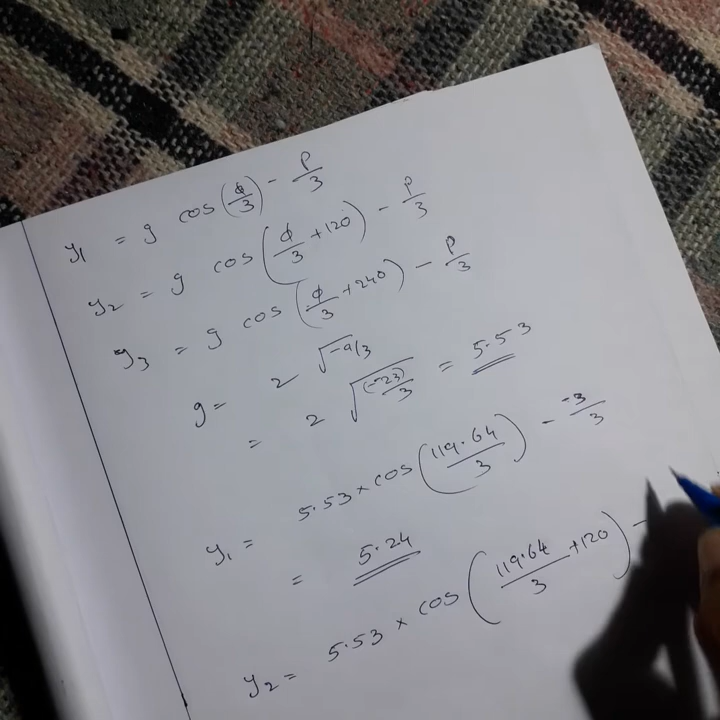 y₁ = g cos(ϕ/3) - P/3
y₂ = g cos(ϕ/3 + 120) - P/3
y₃ = g cos(ϕ/3 + 240) - P/3
g = 2 √-a/3
= 2 √(--23)/3 = 5.53
y₁ = 5.53 × cos(119.64/3) - -3/3
= 5.24
y₂ = 5.53 × cos(119.64/3 + 120) -